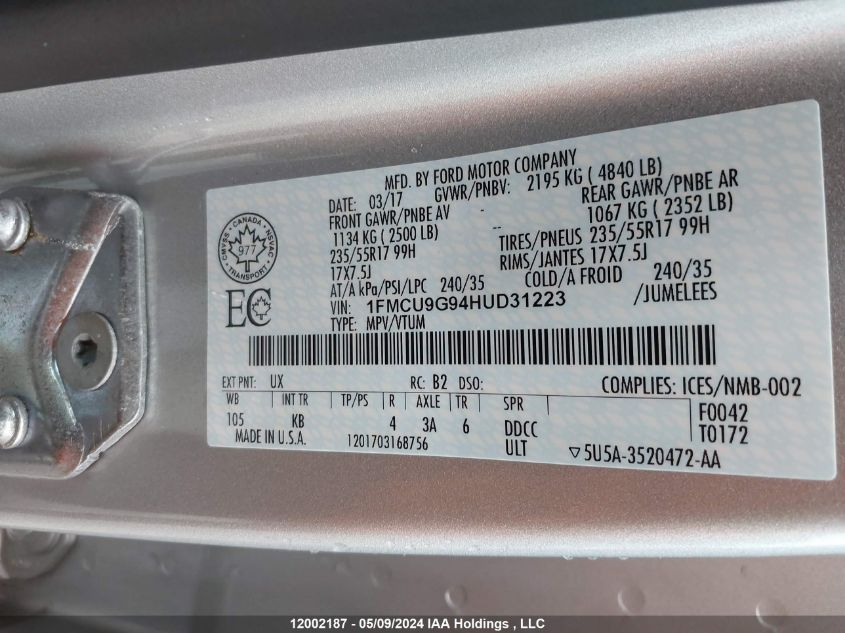 MFD. BY FORD MOTOR COMPANY
DATE: 03/17 GVWR/PNBV: 2195 KG ( 4840 LB)
FRONT GAWR/PNBE AV - REAR GAWR/PNBE AR
1134 KG ( 2500 LB) -- 1067 KG ( 2352 LB)
235/55R17 99H TIRES/PNEUS 235/55R17 99H
17X7.5J RIMS/JANTES 17X7.5J
AT/A kPa/PSI/LPC 240/35 COLD/A FROID 240/35
VIN: 1FMCU9G94HUD31223 /JUMELEES
TYPE: MPV/VTUM
CANADA
CMVSS NSVAC
977
TRANSPORT
EC
EXT PNT: UX RC: B2 DSO: COMPLIES: ICES/NMB-002
WB INT TR TP/PS R AXLE TR SPR F0042
105 KB 4 3A 6 DDCC T0172
MADE IN U.S.A. 1201703168756 ULT ▽5U5A-3520472-AA
12002187 - 05/09/2024 IAA Holdings , LLC